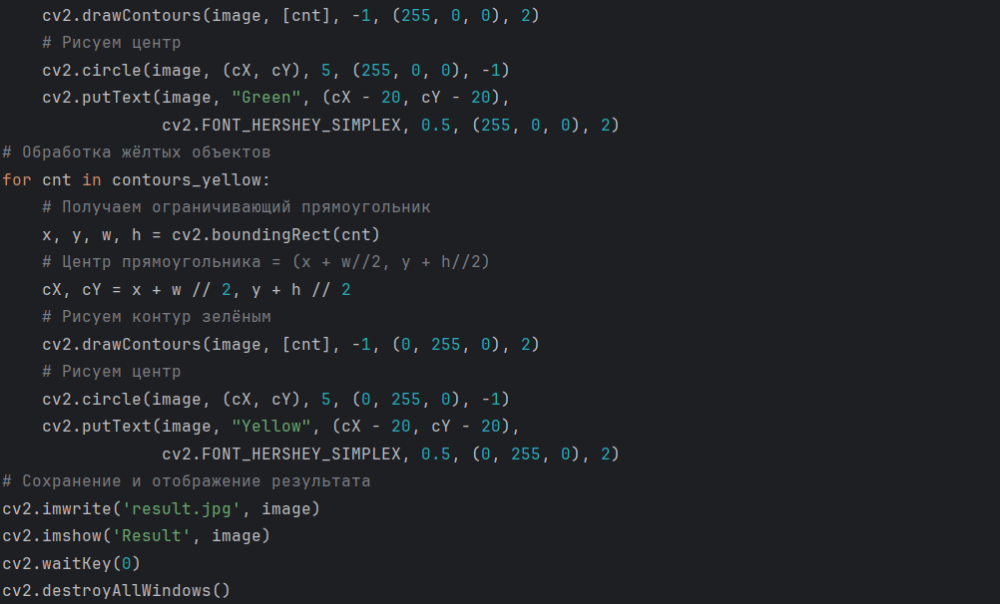 cv2.drawContours(image, [cnt], -1, (255, 0, 0), 2)
# Рисуем центр
cv2.circle(image, (cX, cY), 5, (255, 0, 0), -1)
cv2.putText(image, "Green", (cX - 20, cY - 20),
cv2.FONT_HERSHEY_SIMPLEX, 0.5, (255, 0, 0), 2)
# Обработка жёлтых объектов
for cnt in contours_yellow:
# Получаем ограничивающий прямоугольник
x, y, w, h = cv2.boundingRect(cnt)
# Центр прямоугольника = (x + w//2, y + h//2)
cX, cY = x + w // 2, y + h // 2
# Рисуем контур зелёным
cv2.drawContours(image, [cnt], -1, (0, 255, 0), 2)
# Рисуем центр
cv2.circle(image, (cX, cY), 5, (0, 255, 0), -1)
cv2.putText(image, "Yellow", (cX - 20, cY - 20),
cv2.FONT_HERSHEY_SIMPLEX, 0.5, (0, 255, 0), 2)
# Сохранение и отображение результата
cv2.imwrite('result.jpg', image)
cv2.imshow('Result', image)
cv2.waitKey(0)
cv2.destroyAllWindows()